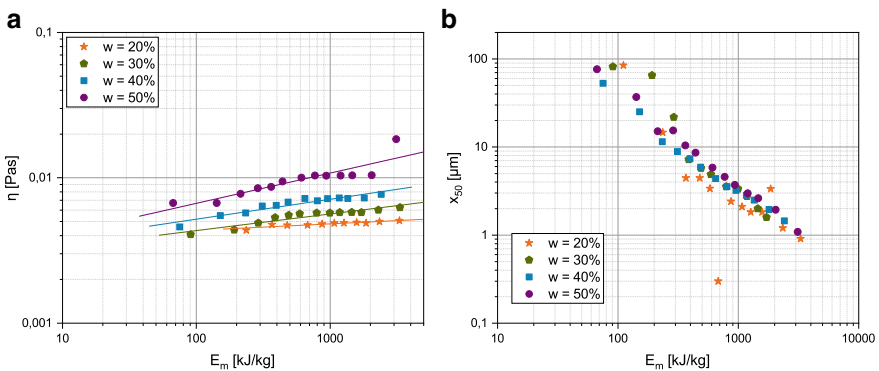 a
0,1
0,01
0,001
η [Pas]
w = 20%
w = 30%
w = 40%
w = 50%
10
100
1000
E_m [kJ/kg]
b
100
10
1
0,1
x_50 [µm]
w = 20%
w = 30%
w = 40%
w = 50%
10
100
1000
10000
E_m [kJ/kg]